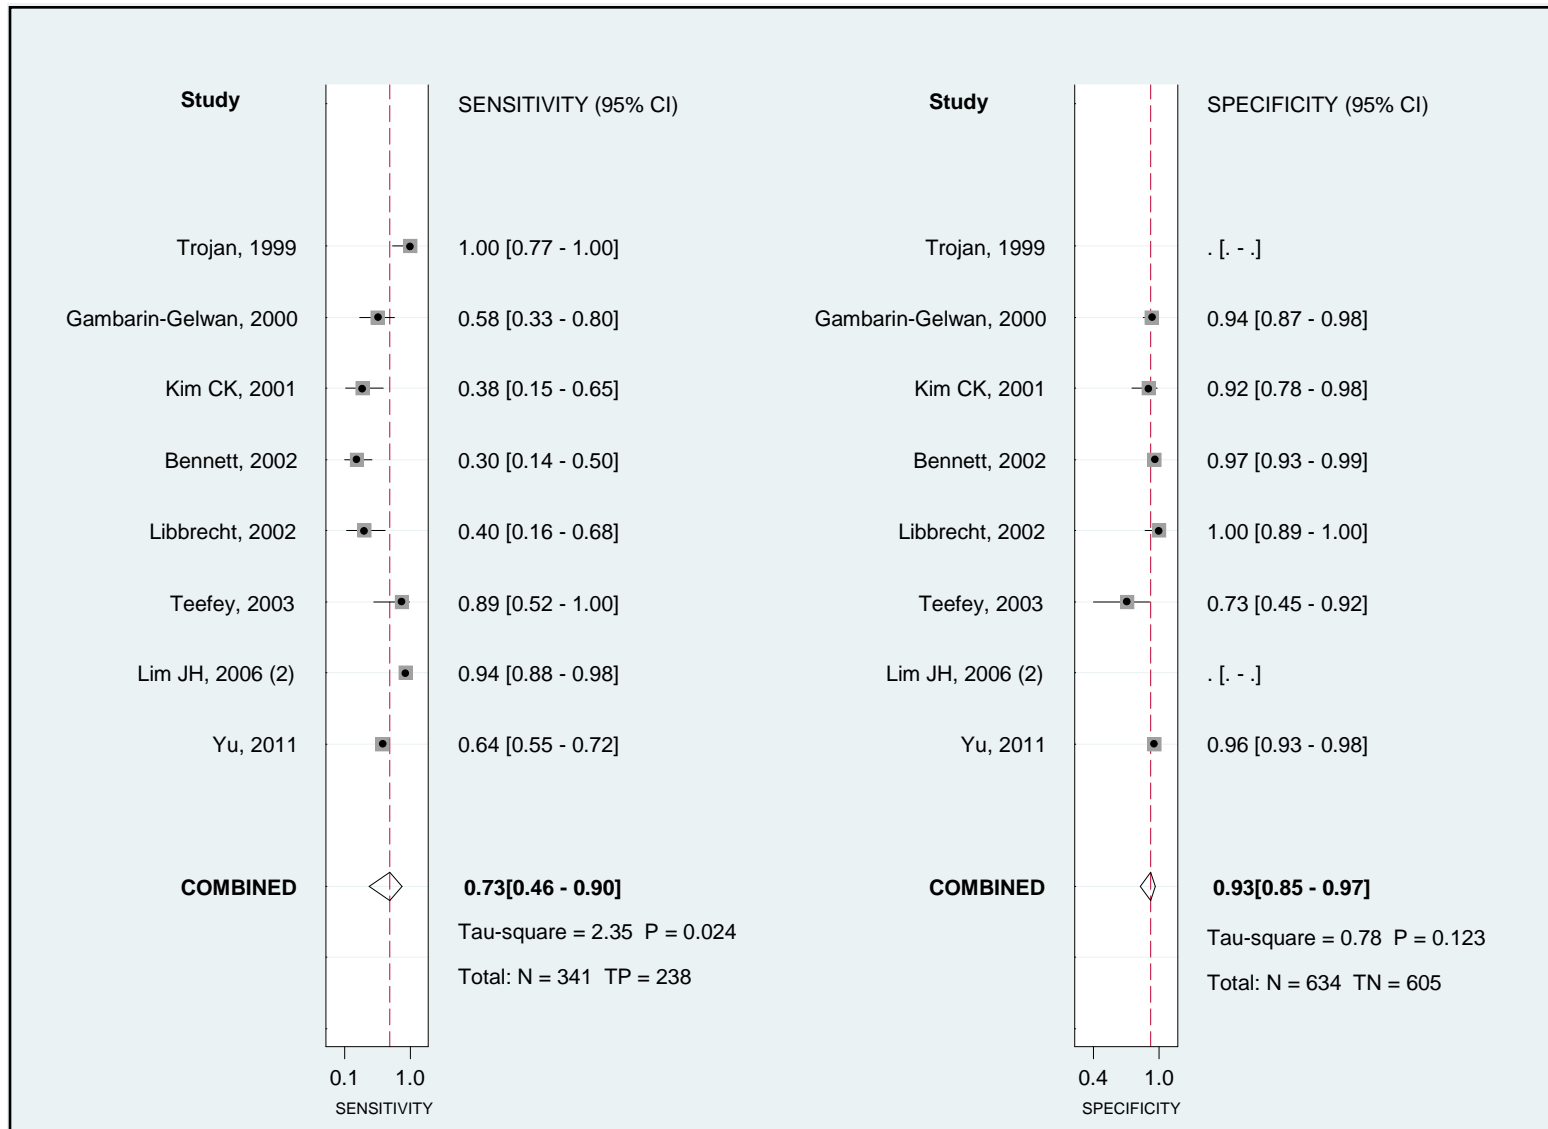 Study SENSITIVITY (95% CI) Study SPECIFICITY (95% CI)
Trojan, 1999 1.00 [0.77 - 1.00] Trojan, 1999 . [. - .]
Gambarin-Gelwan, 2000 0.58 [0.33 - 0.80] Gambarin-Gelwan, 2000 0.94 [0.87 - 0.98]
Kim CK, 2001 0.38 [0.15 - 0.65] Kim CK, 2001 0.92 [0.78 - 0.98]
Bennett, 2002 0.30 [0.14 - 0.50] Bennett, 2002 0.97 [0.93 - 0.99]
Libbrecht, 2002 0.40 [0.16 - 0.68] Libbrecht, 2002 1.00 [0.89 - 1.00]
Teefey, 2003 0.89 [0.52 - 1.00] Teefey, 2003 0.73 [0.45 - 0.92]
Lim JH, 2006 (2) 0.94 [0.88 - 0.98] Lim JH, 2006 (2) . [. - .]
Yu, 2011 0.64 [0.55 - 0.72] Yu, 2011 0.96 [0.93 - 0.98]
COMBINED 0.73[0.46 - 0.90] COMBINED 0.93[0.85 - 0.97]
Tau-square = 2.35 P = 0.024 Tau-square = 0.78 P = 0.123
Total: N = 341 TP = 238 Total: N = 634 TN = 605
0.1 1.0 0.4 1.0
SENSITIVITY SPECIFICITY